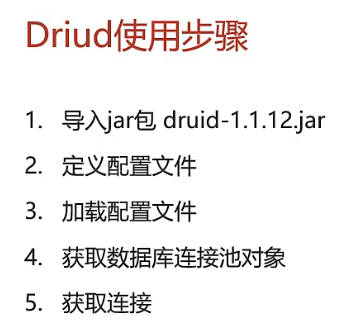 Driud使用步骤
1. 导入jar包 druid-1.1.12.jar
2. 定义配置文件
3. 加载配置文件
4. 获取数据库连接池对象
5. 获取连接